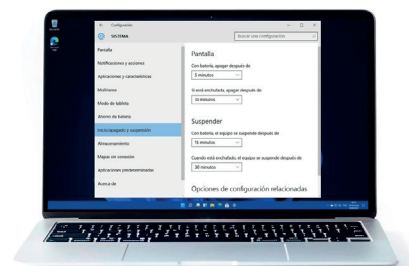 Configuración
SISTEMA
Buscar una configuración
Pantalla
Notificaciones y acciones
Aplicaciones y características
Multitarea
Modo de tableta
Ahorro de batería
Inicio/apagado y suspensión
Almacenamiento
Mapas sin conexión
Aplicaciones predeterminadas
Acerca de
Pantalla
Con batería, apagar después de
5 minutos
Si está enchufada, apagar después de
10 minutos
Suspender
Con batería, el equipo se suspende después de
15 minutos
Cuando está enchufado, el equipo se suspende después de
30 minutos
Opciones de configuración relacionadas